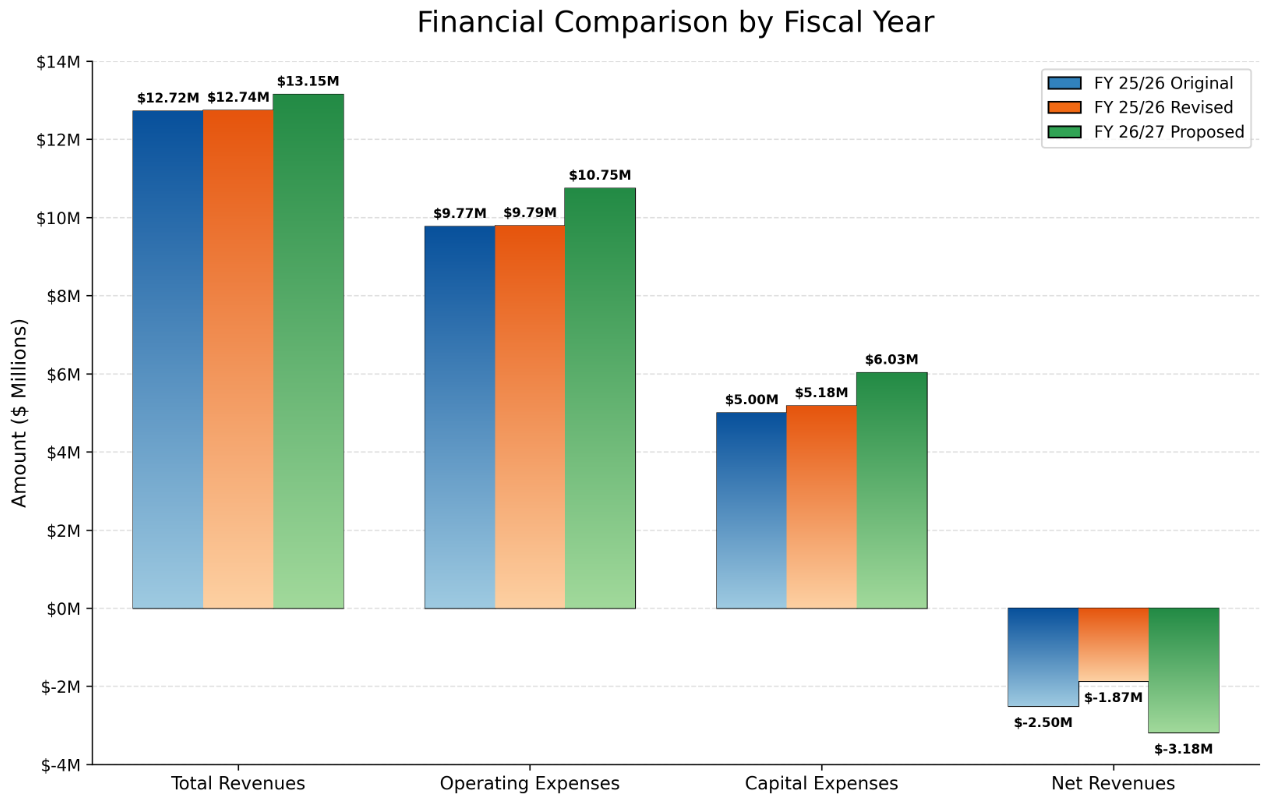 Financial Comparison by Fiscal Year
Amount ($ Millions)
$14M
$12M
$10M
$8M
$6M
$4M
$2M
$0M
$-2M
$-4M
FY 25/26 Original
FY 25/26 Revised
FY 26/27 Proposed
$12.72M $12.74M $13.15M
$9.77M $9.79M $10.75M
$5.00M $5.18M $6.03M
$-2.50M $-1.87M $-3.18M
Total Revenues Operating Expenses Capital Expenses Net Revenues